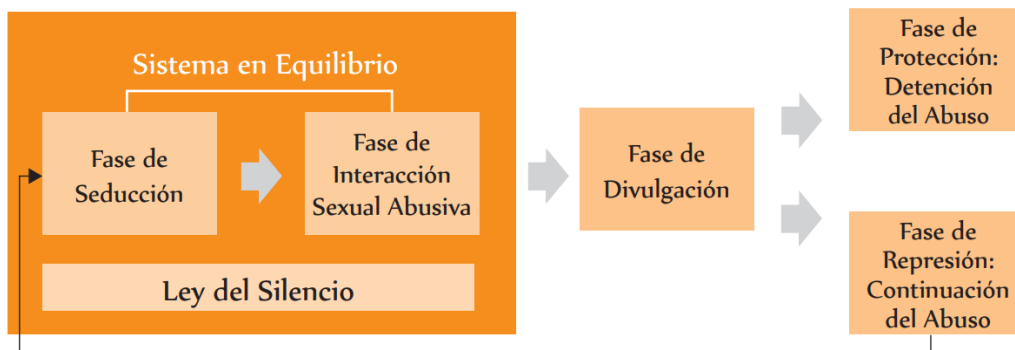 Sistema en Equilibrio
Fase de
Seducción
Fase de
Interacción
Sexual Abusiva
Ley del Silencio
Fase de
Divulgación
Fase de
Protección:
Detención
del Abuso
Fase de
Represión:
Continuación
del Abuso